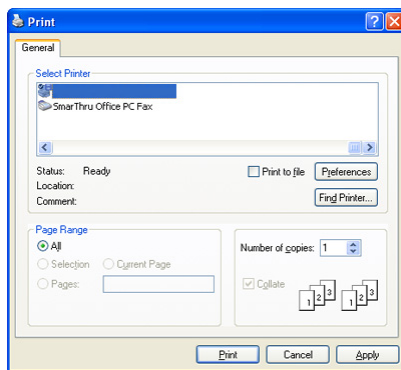 Print
General
Select Printer
SmarThru Office PC Fax
Status: Ready
Print to file
Preferences
Location:
Comment:
Find Printer...
Page Range
All
Selection
Current Page
Pages:
Number of copies: 1
Collate
1 2 3 1 2 3
Print
Cancel
Apply